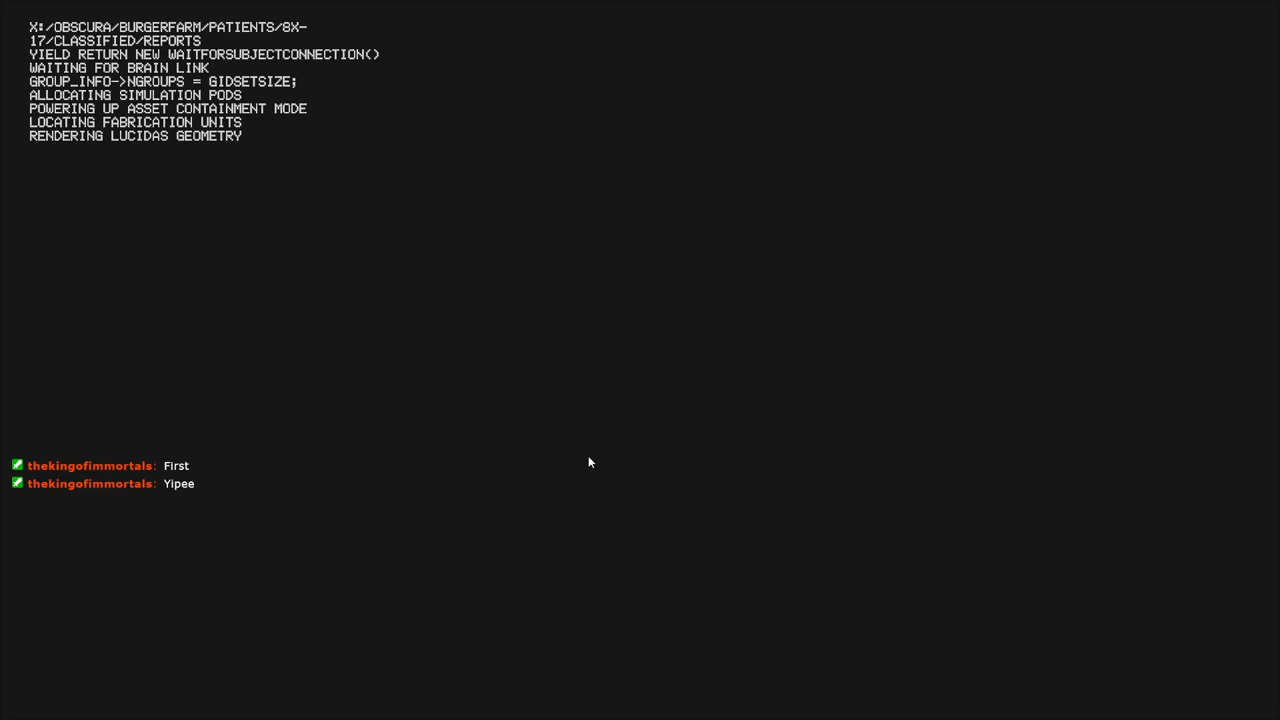 X:/OBSCURA/BURGERFARM/PATIENTS/8X-
17/CLASSIFIED/REPORTS
YIELD RETURN NEW WAITFORSUBJECTCONNECTION()
WAITING FOR BRAIN LINK
GROUP_INFO->NGROUPS = GIDSETSIZE;
ALLOCATING SIMULATION PODS
POWERING UP ASSET CONTAINMENT MODE
LOCATING FABRICATION UNITS
RENDERING LUCIDAS GEOMETRY
thekingofimmortals: First
thekingofimmortals: Yipee